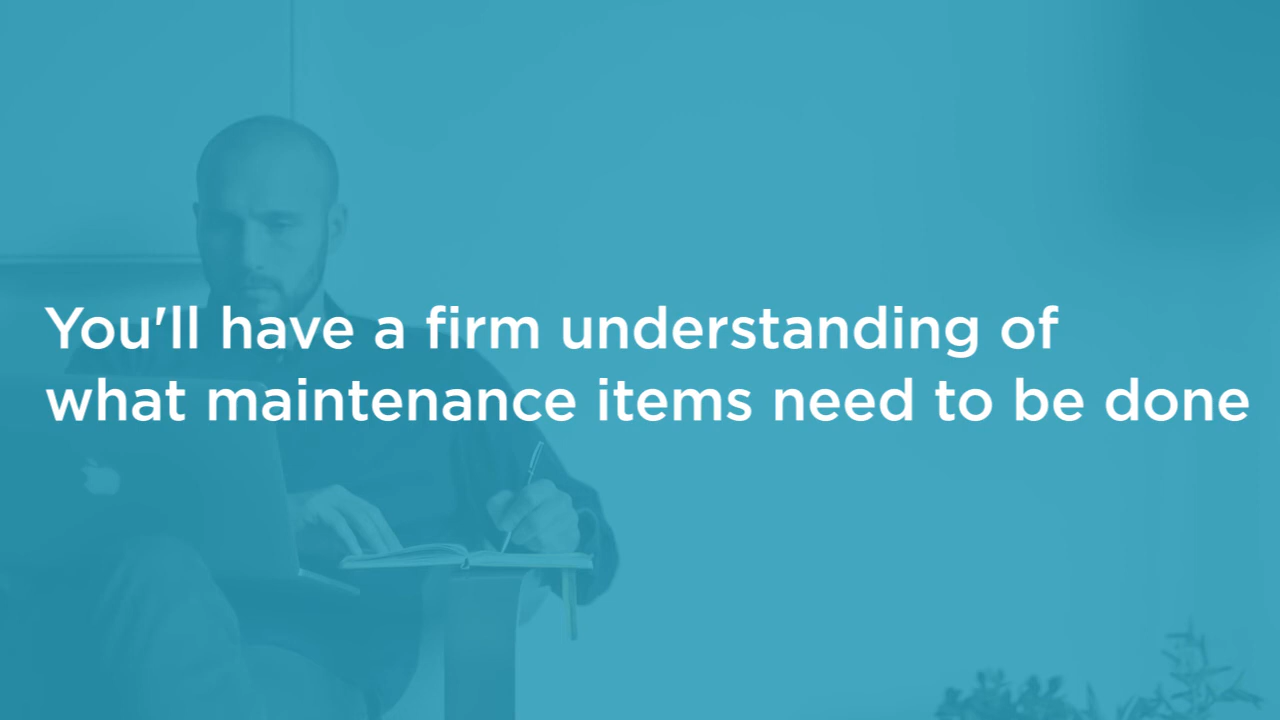 You'll have a firm understanding of
what maintenance items need to be done